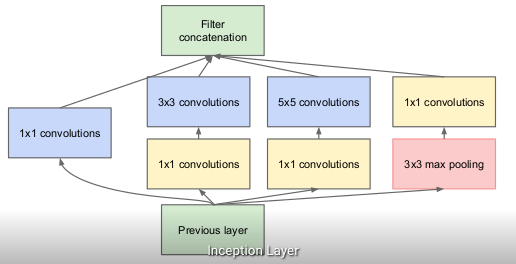 Filter
concatenation
3x3 convolutions
5x5 convolutions
1x1 convolutions
1x1 convolutions
1x1 convolutions
1x1 convolutions
3x3 max pooling
Previous layer
Inception Layer